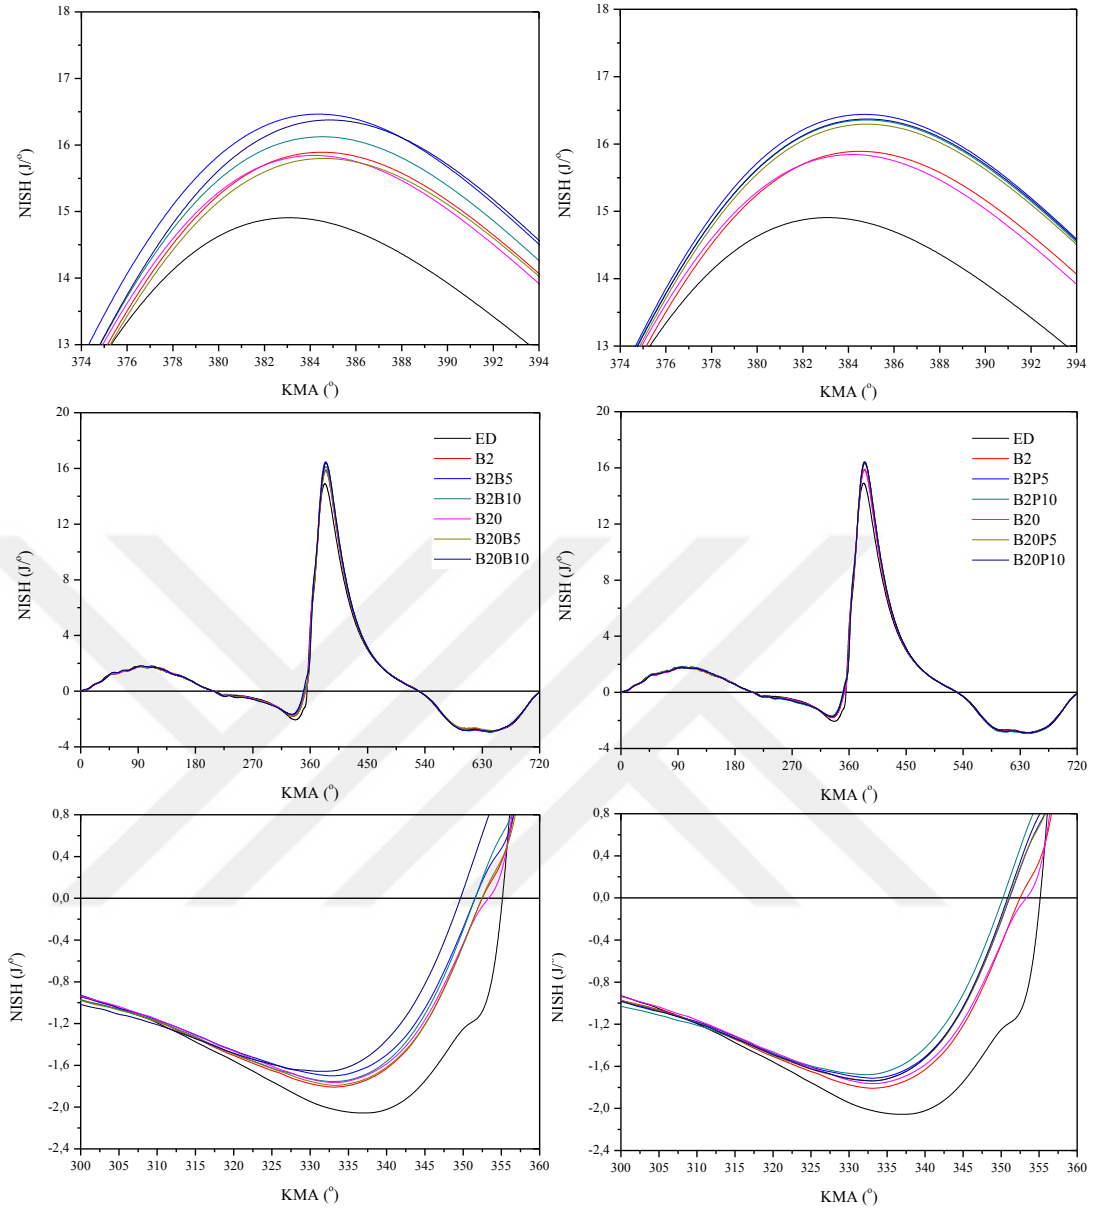 18
17
16
15
14
13
NISH (J/°)
374 376 378 380 382 384 386 388 390 392 394
KMA (°)
18
17
16
15
14
13
NISH (J/°)
374 376 378 380 382 384 386 388 390 392 394
KMA (°)
20
16
12
8
4
0
-4
NISH (J/°)
ED
B2
B2B5
B2B10
B20
B20B5
B20B10
0 90 180 270 360 450 540 630 720
KMA (°)
20
16
12
8
4
0
-4
NISH (J/°)
ED
B2
B2P5
B2P10
B20
B20P5
B20P10
0 90 180 270 360 450 540 630 720
KMA (°)
0,8
0,4
0,0
-0,4
-0,8
-1,2
-1,6
-2,0
-2,4
NISH (J/°)
300 305 310 315 320 325 330 335 340 345 350 355 360
KMA (°)
0,8
0,4
0,0
-0,4
-0,8
-1,2
-1,6
-2,0
-2,4
NISH (J/°)
300 305 310 315 320 325 330 335 340 345 350 355 360
KMA (°)